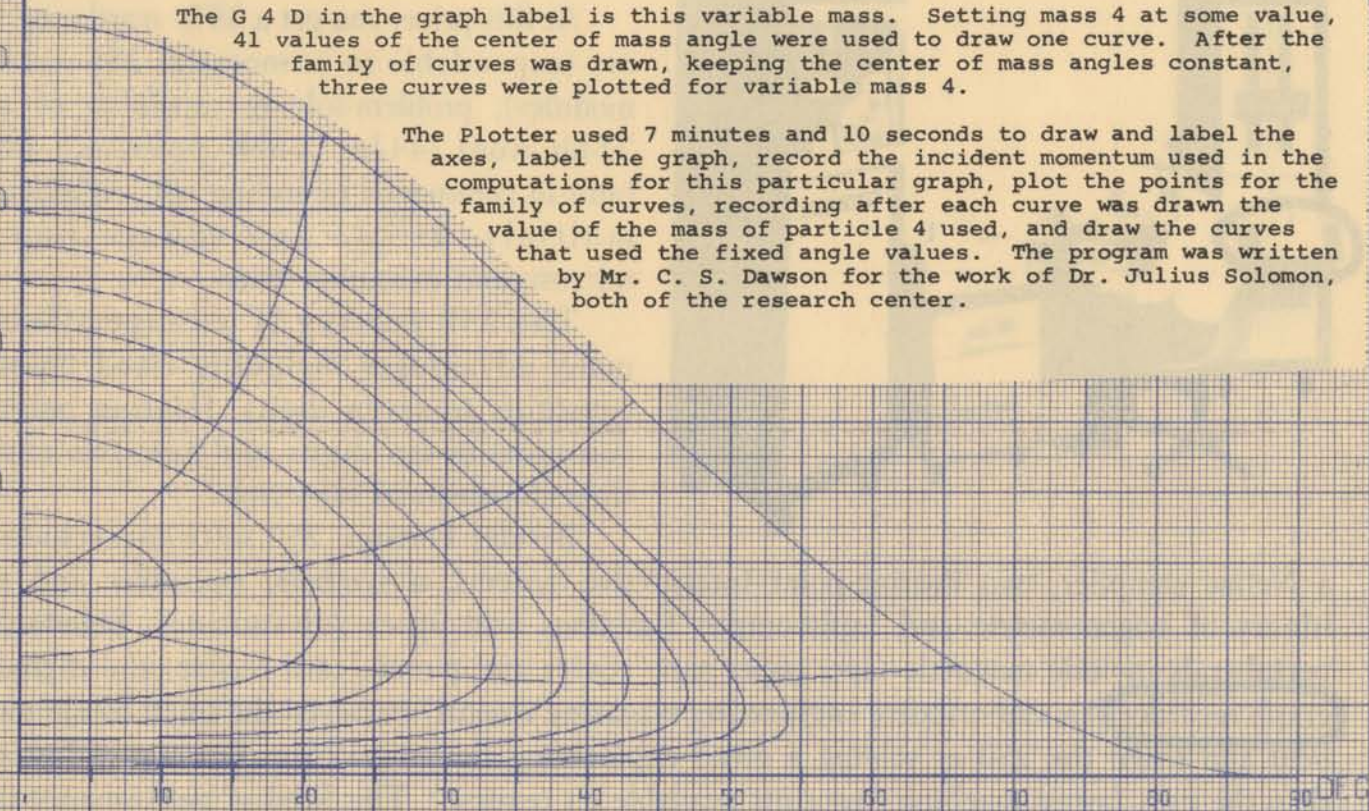 The G 4 D in the graph label is this variable mass. Setting mass 4 at some value,
41 values of the center of mass angle were used to draw one curve. After the
family of curves was drawn, keeping the center of mass angles constant,
three curves were plotted for variable mass 4.
The Plotter used 7 minutes and 10 seconds to draw and label the
axes, label the graph, record the incident momentum used in the
computations for this particular graph, plot the points for the
family of curves, recording after each curve was drawn the
value of the mass of particle 4 used, and draw the curves
that used the fixed angle values. The program was written
by Mr. C. S. Dawson for the work of Dr. Julius Solomon,
both of the research center.
10 20 30 40 50 60 70 80 90 DEG